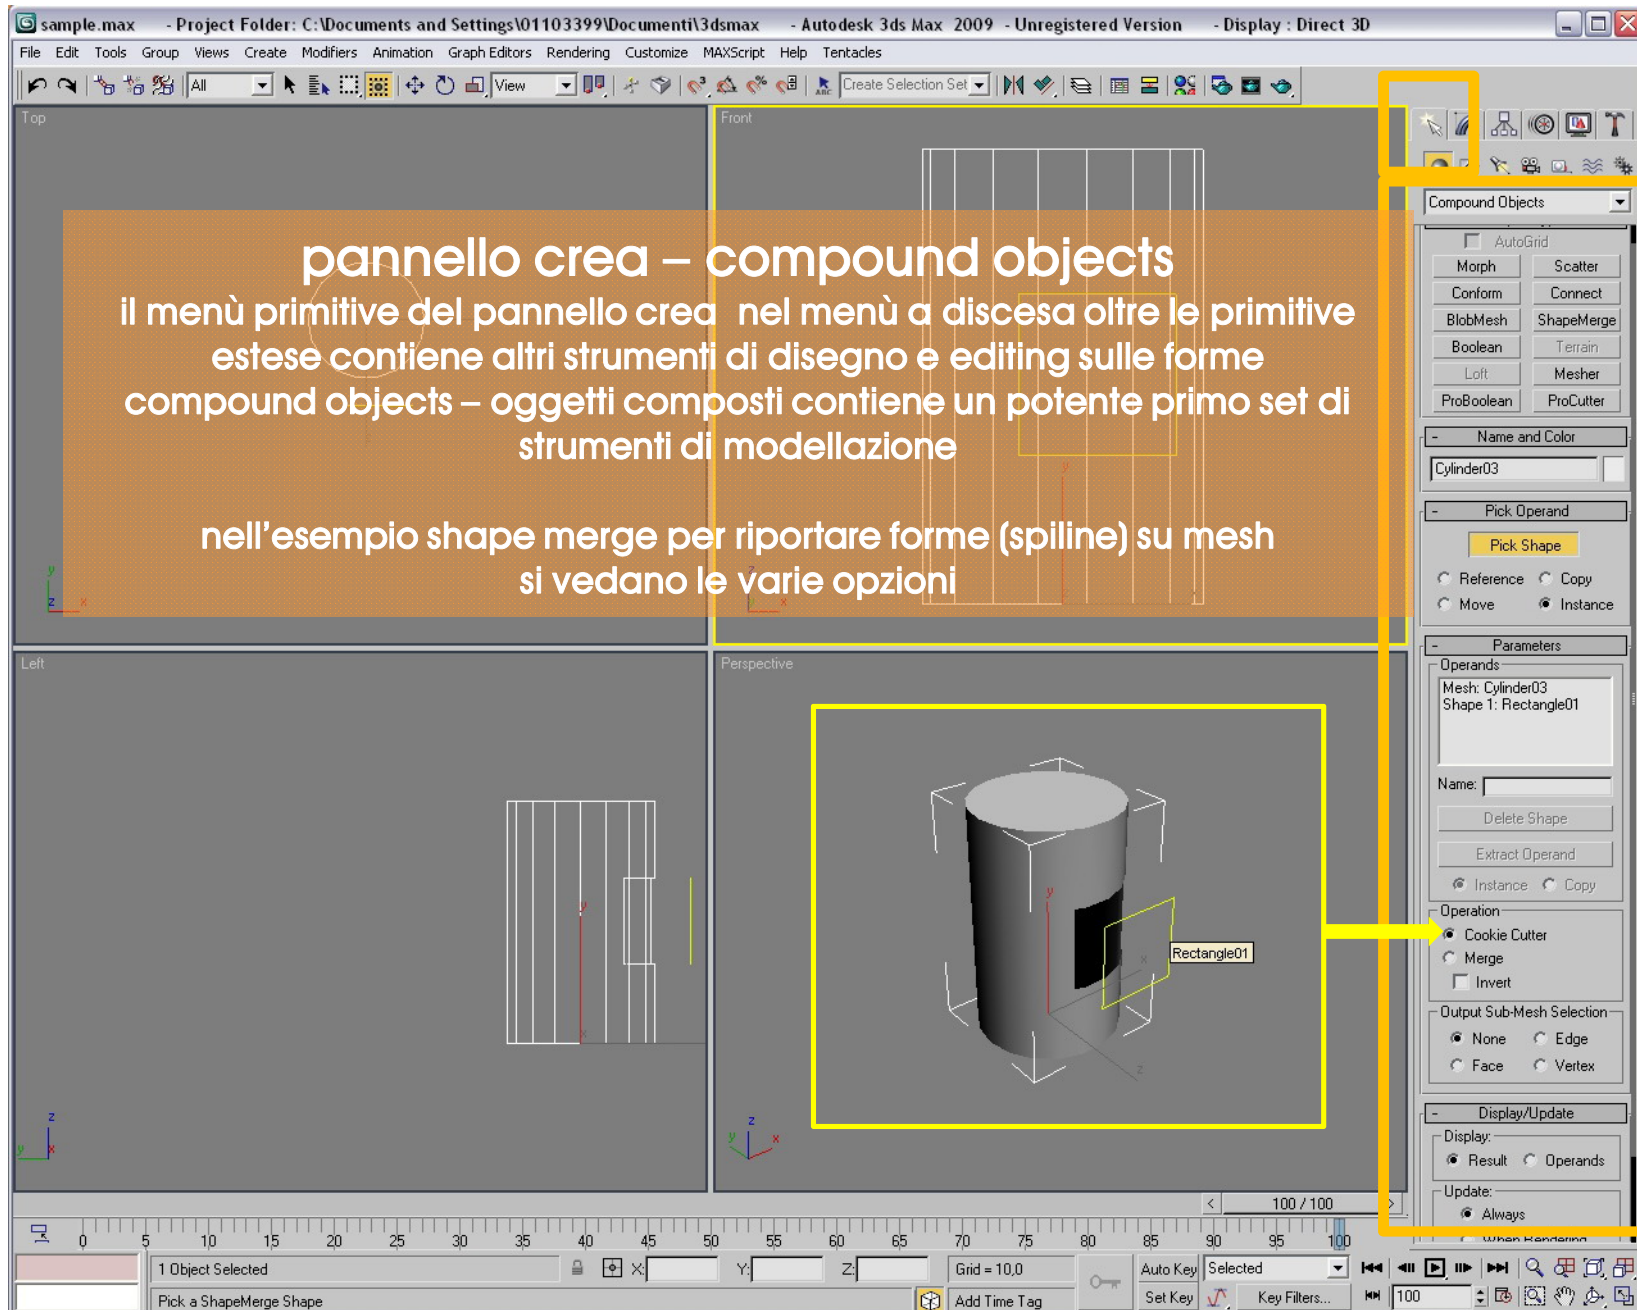 sample.max - Project Folder: C:\Documents and Settings\01103399\Documenti\3dsmax - Autodesk 3ds Max 2009 - Unregistered Version - Display : Direct 3D
File Edit Tools Group Views Create Modifiers Animation Graph Editors Rendering Customize MAXScript Help Tentacles
All View Create Selection Set
Top
Front
Compound Objects
AutoGrid
Morph Scatter
Conform Connect
BlobMesh ShapeMerge
Boolean Terrain
Loft Mesher
ProBoolean ProCutter
- Name and Color
Cylinder03
- Pick Operand
Pick Shape
Reference Copy
Move Instance
- Parameters
Operands
Mesh: Cylinder03
Shape 1: Rectangle01
Name:
Delete Shape
Extract Operand
Instance Copy
Operation
Cookie Cutter
Merge
Invert
Output Sub-Mesh Selection
None Edge
Face Vertex
- Display/Update
Display:
Result Operands
Update:
Always
When Rendering
pannello crea – compound objects
il menù primitive del pannello crea nel menù a discesa oltre le primitive
estese contiene altri strumenti di disegno e editing sulle forme
compound objects – oggetti composti contiene un potente primo set di
strumenti di modellazione
nell'esempio shape merge per riportare forme (spiline) su mesh
si vedano le varie opzioni
y
z x
y
z
x
Left
Perspective
y
x
z
y x
y
x
z
Rectangle01
z
y x
< 100 / 100 >
0 5 10 15 20 25 30 35 40 45 50 55 60 65 70 75 80 85 90 95 100
1 Object Selected X: Y: Z: Grid = 10,0 Auto Key Selected
Pick a ShapeMerge Shape Add Time Tag Set Key Key Filters... 100